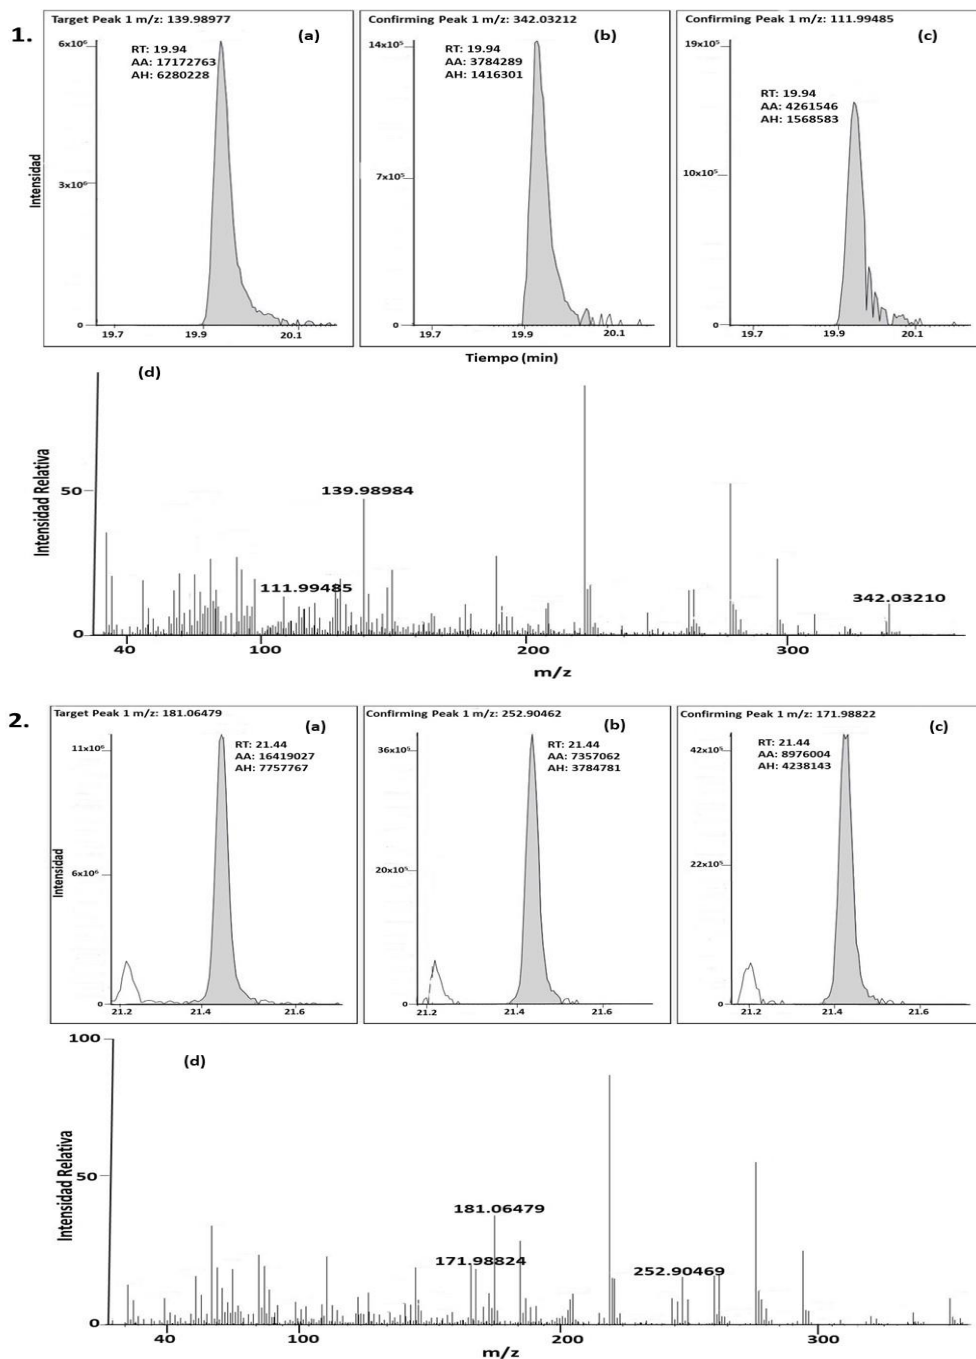 1.
Target Peak 1 m/z: 139.98977
(a)
RT: 19.94
AA: 17172763
AH: 6280228
6x10⁶
3x10⁶
0
19.7 19.9 20.1
Intensidad
Confirming Peak 1 m/z: 342.03212
(b)
RT: 19.94
AA: 3784289
AH: 1416301
14x10⁵
7x10⁵
0
19.7 19.9 20.1
Confirming Peak 1 m/z: 111.99485
(c)
RT: 19.94
AA: 4261546
AH: 1568583
19x10⁵
10x10⁵
0
19.7 19.9 20.1
Tiempo (min)
(d)
Intensidad Relativa
50
0
139.98984
111.99485
342.03210
40 100 200 300
m/z
2.
Target Peak 1 m/z: 181.06479
(a)
RT: 21.44
AA: 16419027
AH: 7757767
11x10⁶
6x10⁶
0
21.2 21.4 21.6
Intensidad
Confirming Peak 1 m/z: 252.90462
(b)
RT: 21.44
AA: 7357062
AH: 3784781
36x10⁵
20x10⁵
0
21.2 21.4 21.6
Confirming Peak 1 m/z: 171.98822
(c)
RT: 21.44
AA: 8976004
AH: 4238143
42x10⁵
22x10⁵
0
21.2 21.4 21.6
(d)
Intensidad Relativa
100
50
0
181.06479
171.98824
252.90469
40 100 200 300
m/z